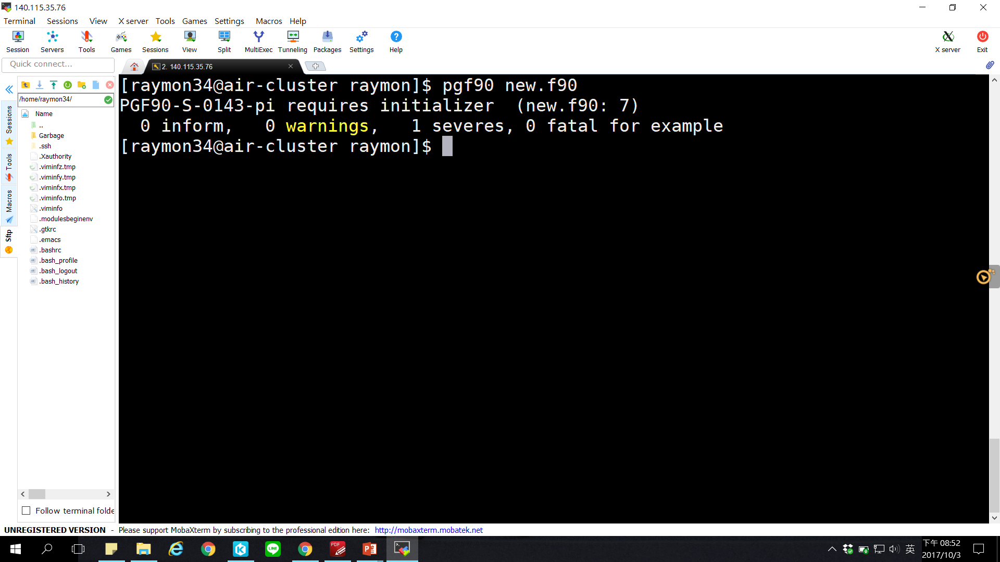 140.115.35.76
Terminal Sessions View X server Tools Games Settings Macros Help
Session Servers Tools Games Sessions View Split MultiExec Tunneling Packages Settings Help X server Exit
Quick connect...
2. 140.115.35.76
/home/raymon34/
Name
..
Garbage
.ssh
.Xauthority
.viminfz.tmp
.viminfy.tmp
.viminfx.tmp
.viminfo.tmp
.viminfo
.modulesbeginenv
.gtkrc
.emacs
.bashrc
.bash_profile
.bash_logout
.bash_history
Sessions
Tools
Macros
Sftp
Follow terminal folde
[raymon34@air-cluster raymon]$ pgf90 new.f90
PGF90-S-0143-pi requires initializer  (new.f90: 7)
  0 inform,   0 warnings,   1 severes, 0 fatal for example
[raymon34@air-cluster raymon]$
UNREGISTERED VERSION - Please support MobaXterm by subscribing to the professional edition here: http://mobaxterm.mobatek.net
PDF
LINE
英
下午 08:52
2017/10/3